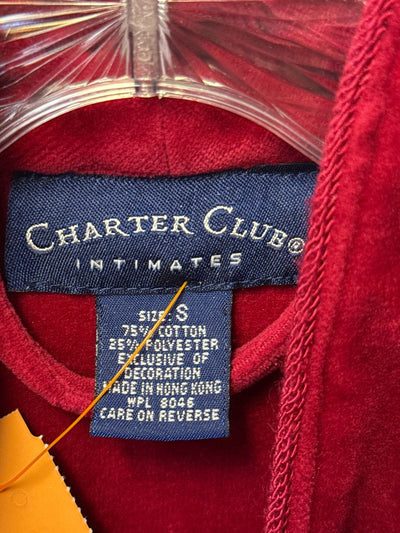 CHARTER CLUB®
INTIMATES
SIZE: S
75% COTTON
25% POLYESTER
EXCLUSIVE OF
DECORATION
MADE IN HONG KONG
WPL 8046
CARE ON REVERSE